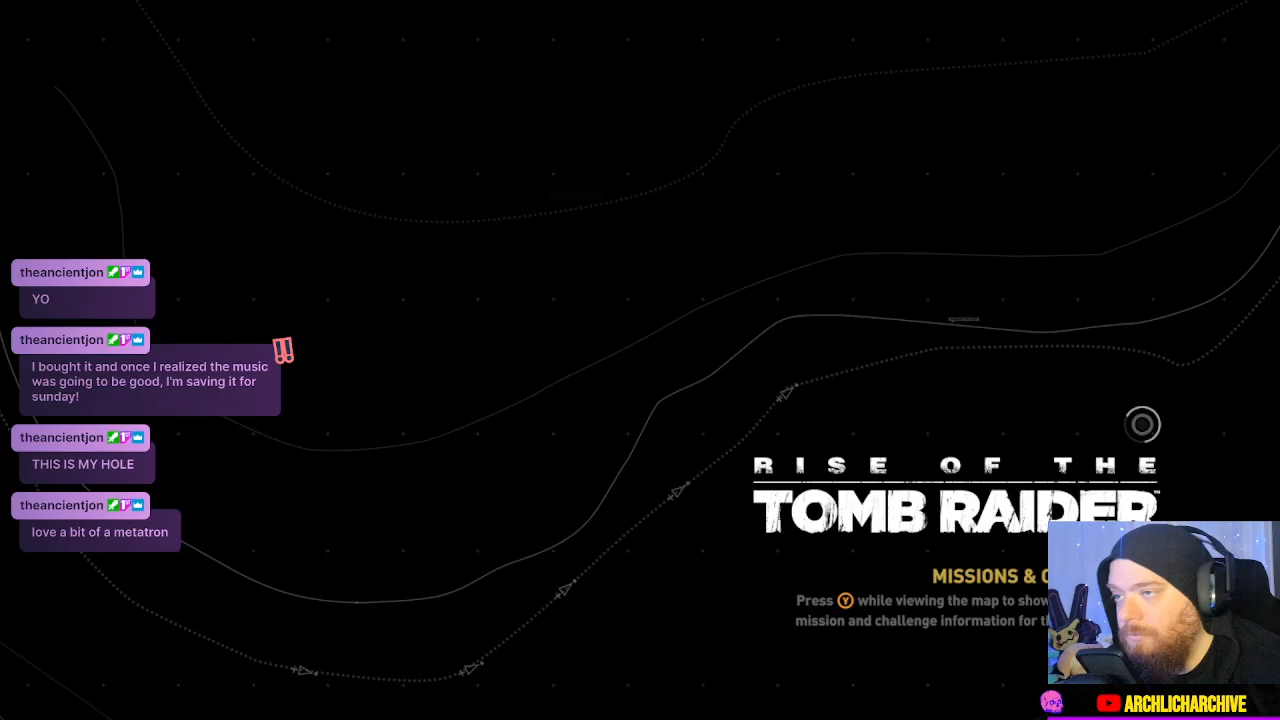 theancientjon
YO
theancientjon
I bought it and once I realized the music
was going to be good, I'm saving it for
sunday!
theancientjon
THIS IS MY HOLE
theancientjon
love a bit of a metatron
RISE OF THE
TOMB RAIDER
MISSIONS &
Press Y while viewing the map to show
mission and challenge information for
ARCHLICHARCHIVE